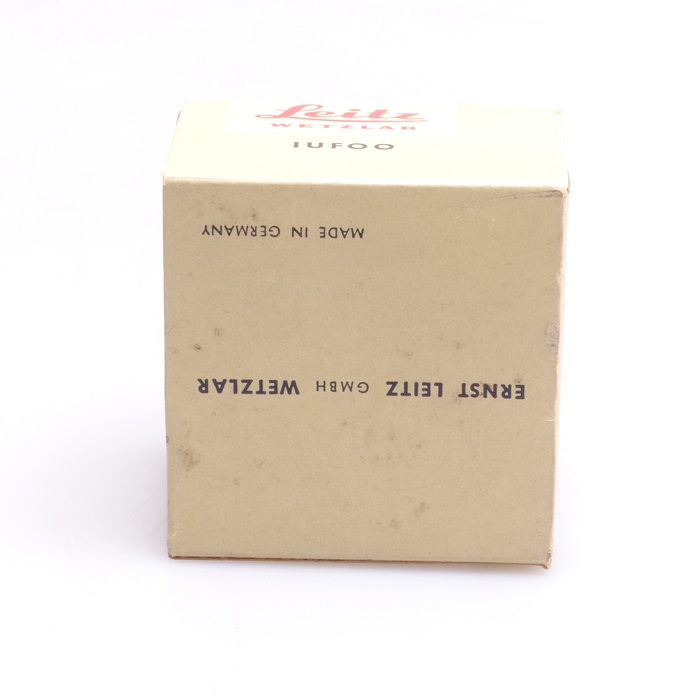 Leitz
WETZLAR
IUFOO
MADE IN GERMANY
ERNST LEITZ GMBH WETZLAR